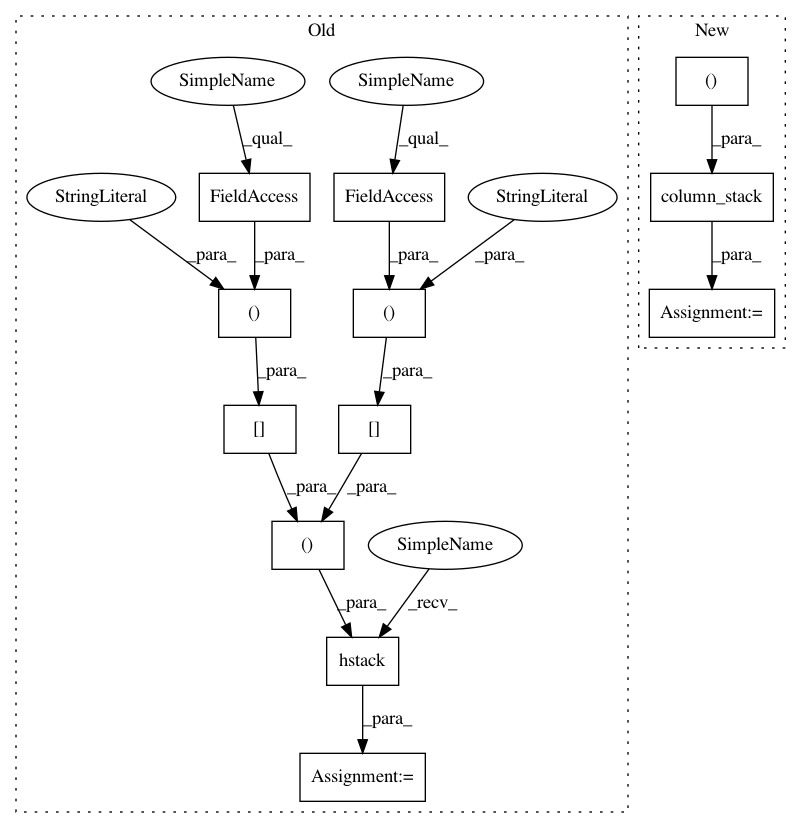 Old
New
SimpleName
SimpleName
()
_qual_
_qual_
_para_
StringLiteral
FieldAccess
FieldAccess
StringLiteral
column_stack
_para_
_para_
_para_
_para_
_para_
()
()
Assignment:=
_para_
_para_
[]
[]
_para_
_para_
()
SimpleName
_para_
_recv_
hstack
_para_
Assignment:=